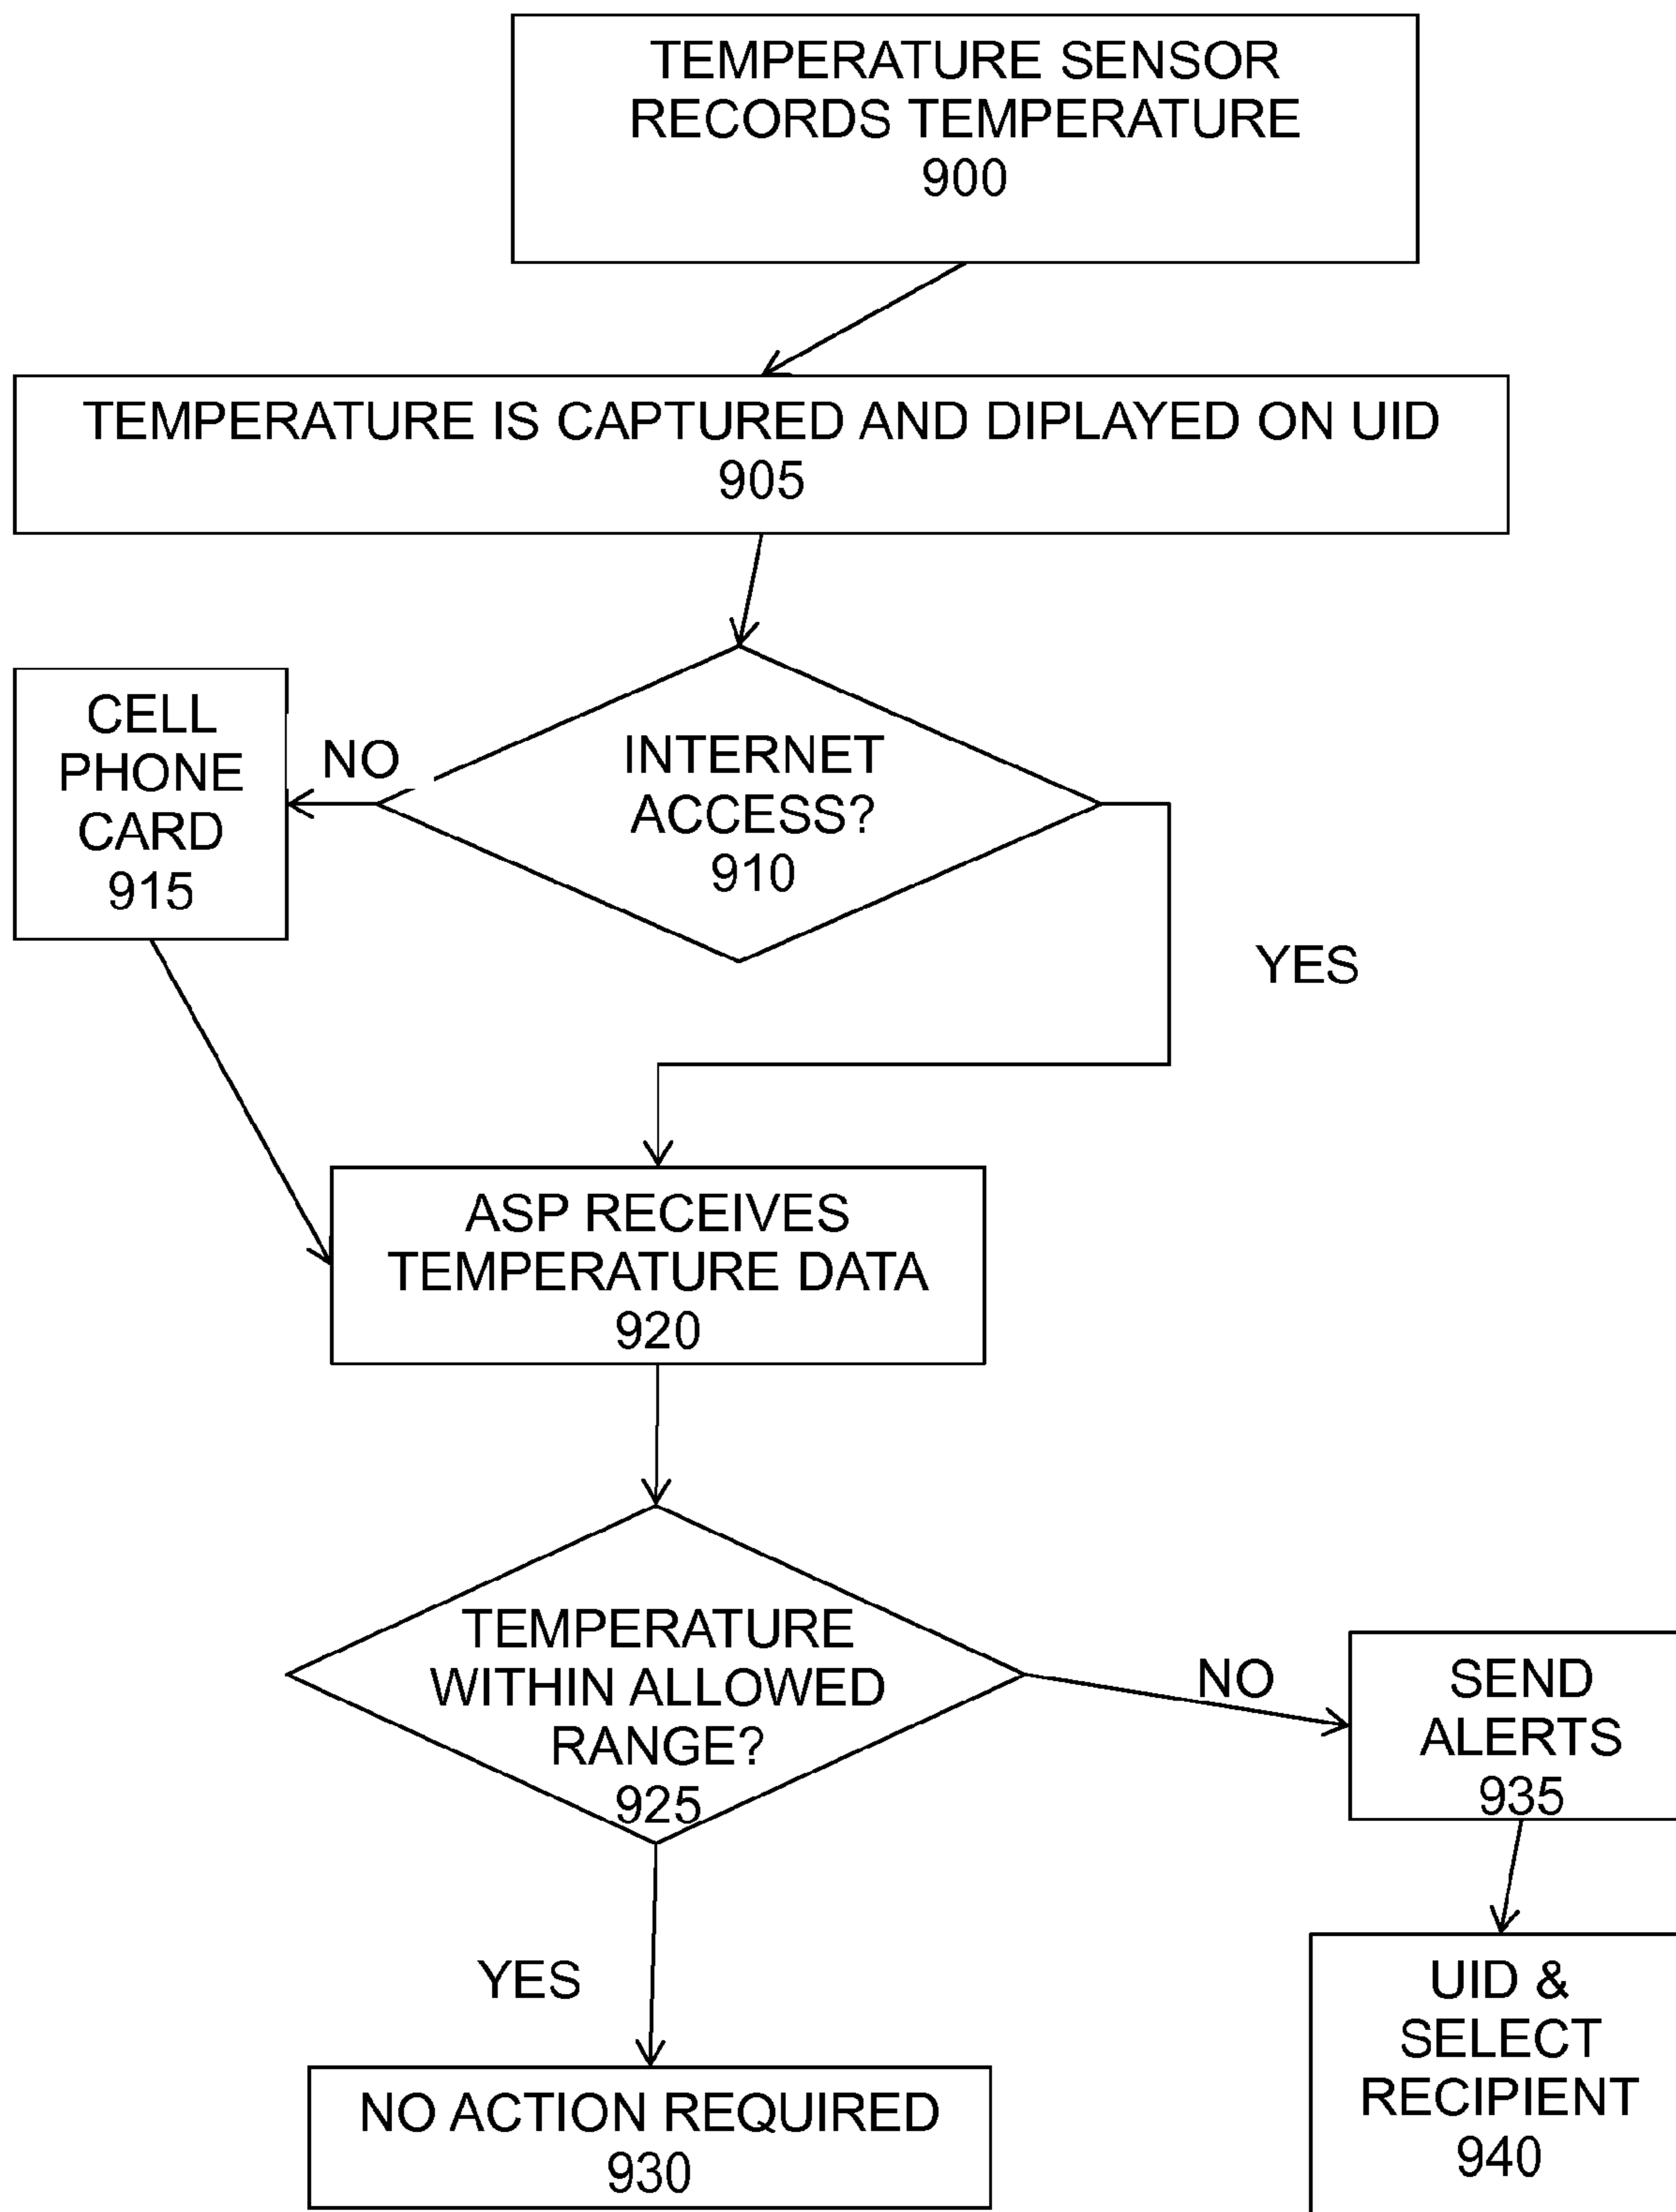 TEMPERATURE SENSOR
RECORDS TEMPERATURE
900
TEMPERATURE IS CAPTURED AND DIPLAYED ON UID
905
CELL
PHONE
CARD
915
NO
INTERNET
ACCESS?
910
YES
ASP RECEIVES
TEMPERATURE DATA
920
TEMPERATURE
WITHIN ALLOWED
RANGE?
925
NO
SEND
ALERTS
935
YES
UID &
SELECT
RECIPIENT
940
NO ACTION REQUIRED
930